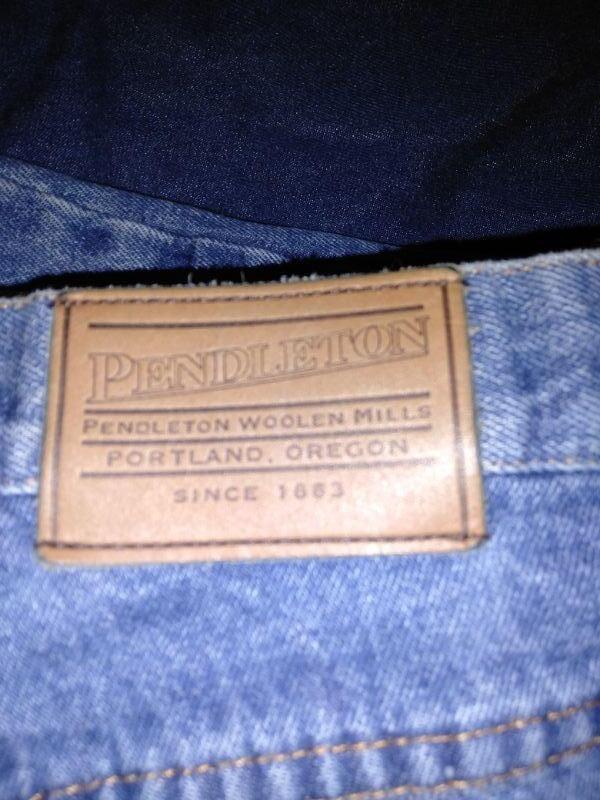 PENDLETON
PENDLETON WOOLEN MILLS
PORTLAND, OREGON
SINCE 1863